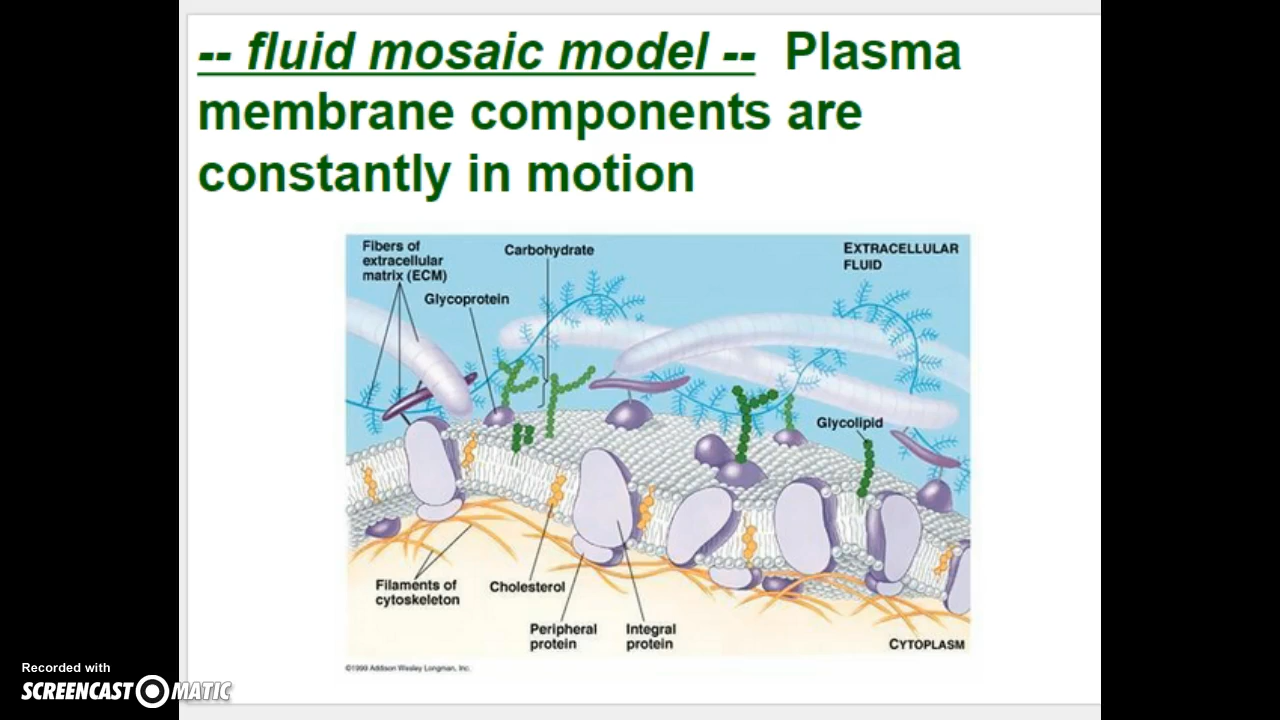 -- fluid mosaic model -- Plasma
membrane components are
constantly in motion
Fibers of
extracellular
matrix (ECM)
Carbohydrate
EXTRACELLULAR
FLUID
Glycoprotein
Glycolipid
Filaments of
cytoskeleton
Cholesterol
Peripheral
protein
Integral
protein
CYTOPLASM
©1999 Addison Wesley Longman, Inc.
Recorded with
SCREENCAST MATIC